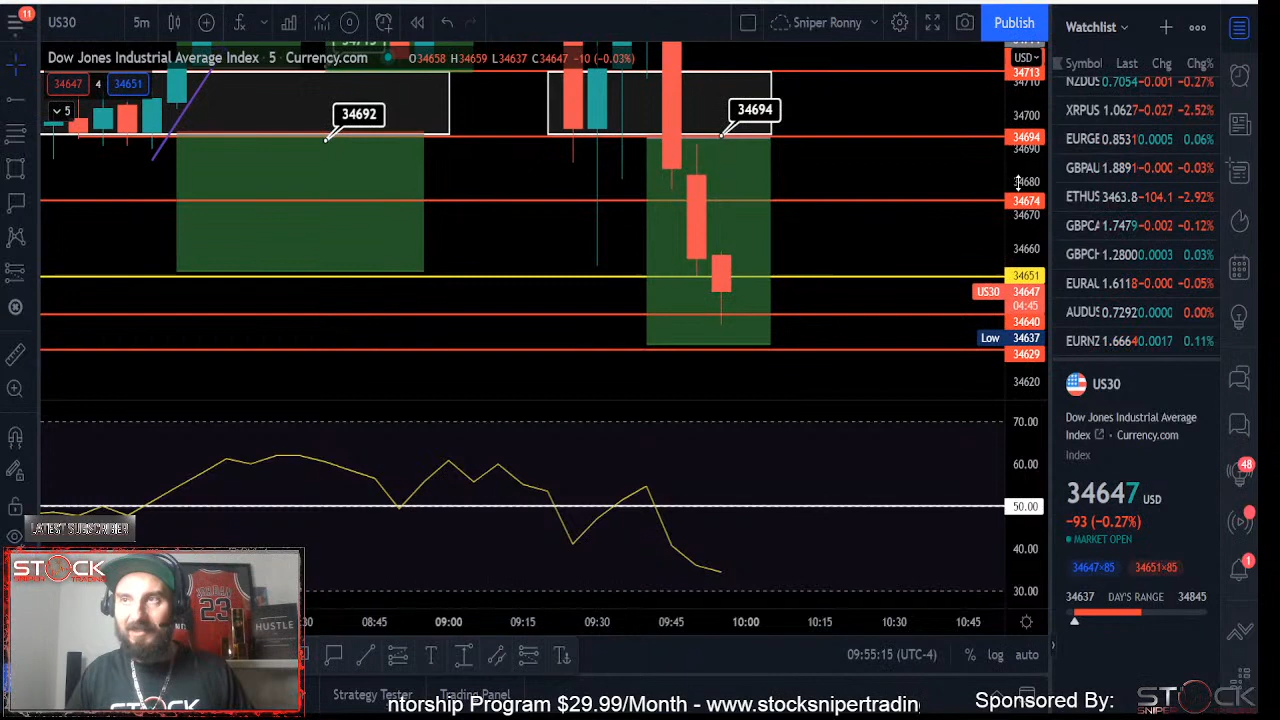 11
US30
5m
Sniper Ronny
Publish
Watchlist
Dow Jones Industrial Average Index · 5 · Currency.com
O34658 H34659 L34637 C34647 −10 (−0.03%)
USD
34647 4 34651
5
34692
34694
34713
34710
34700
34694
34690
34680
34674
34670
34660
34651
US30 34647
04:45
34640
Low 34637
34629
34620
70.00
60.00
50.00
40.00
30.00
Symbol Last Chg Chg%
NZDUS 0.7054 -0.001 −0.09%
XRPUS 1.0627 -0.027 −2.52%
EURGE 0.8531 0.0005 0.06%
GBPAU 1.8891 -0.000 −0.03%
ETHUS 3463.8 -104.1 −2.92%
GBPCA 1.7479 -0.002 −0.12%
GBPCH 1.2800 0.0003 0.03%
EURAL 1.6118 -0.000 −0.05%
AUDUS 0.7292 0.0000 0.00%
EURNZ 1.6664 0.0017 0.11%
US30
Dow Jones Industrial Average
Index · Currency.com
Index
34647 USD
−93 (−0.27%)
MARKET OPEN
34647×85 34651×85
34637 DAY'S RANGE 34845
48
1
08:45 09:00 09:15 09:30 09:45 10:00 10:15 10:30 10:45
09:55:15 (UTC-4)
% log auto
Strategy Tester
Trading Panel
LATEST SUBSCRIBER
STOCK
23
HUSTLE
STOCK
ntorship Program $29.99/Month - www.stocksnipertradin
Sponsored By:
STOCK